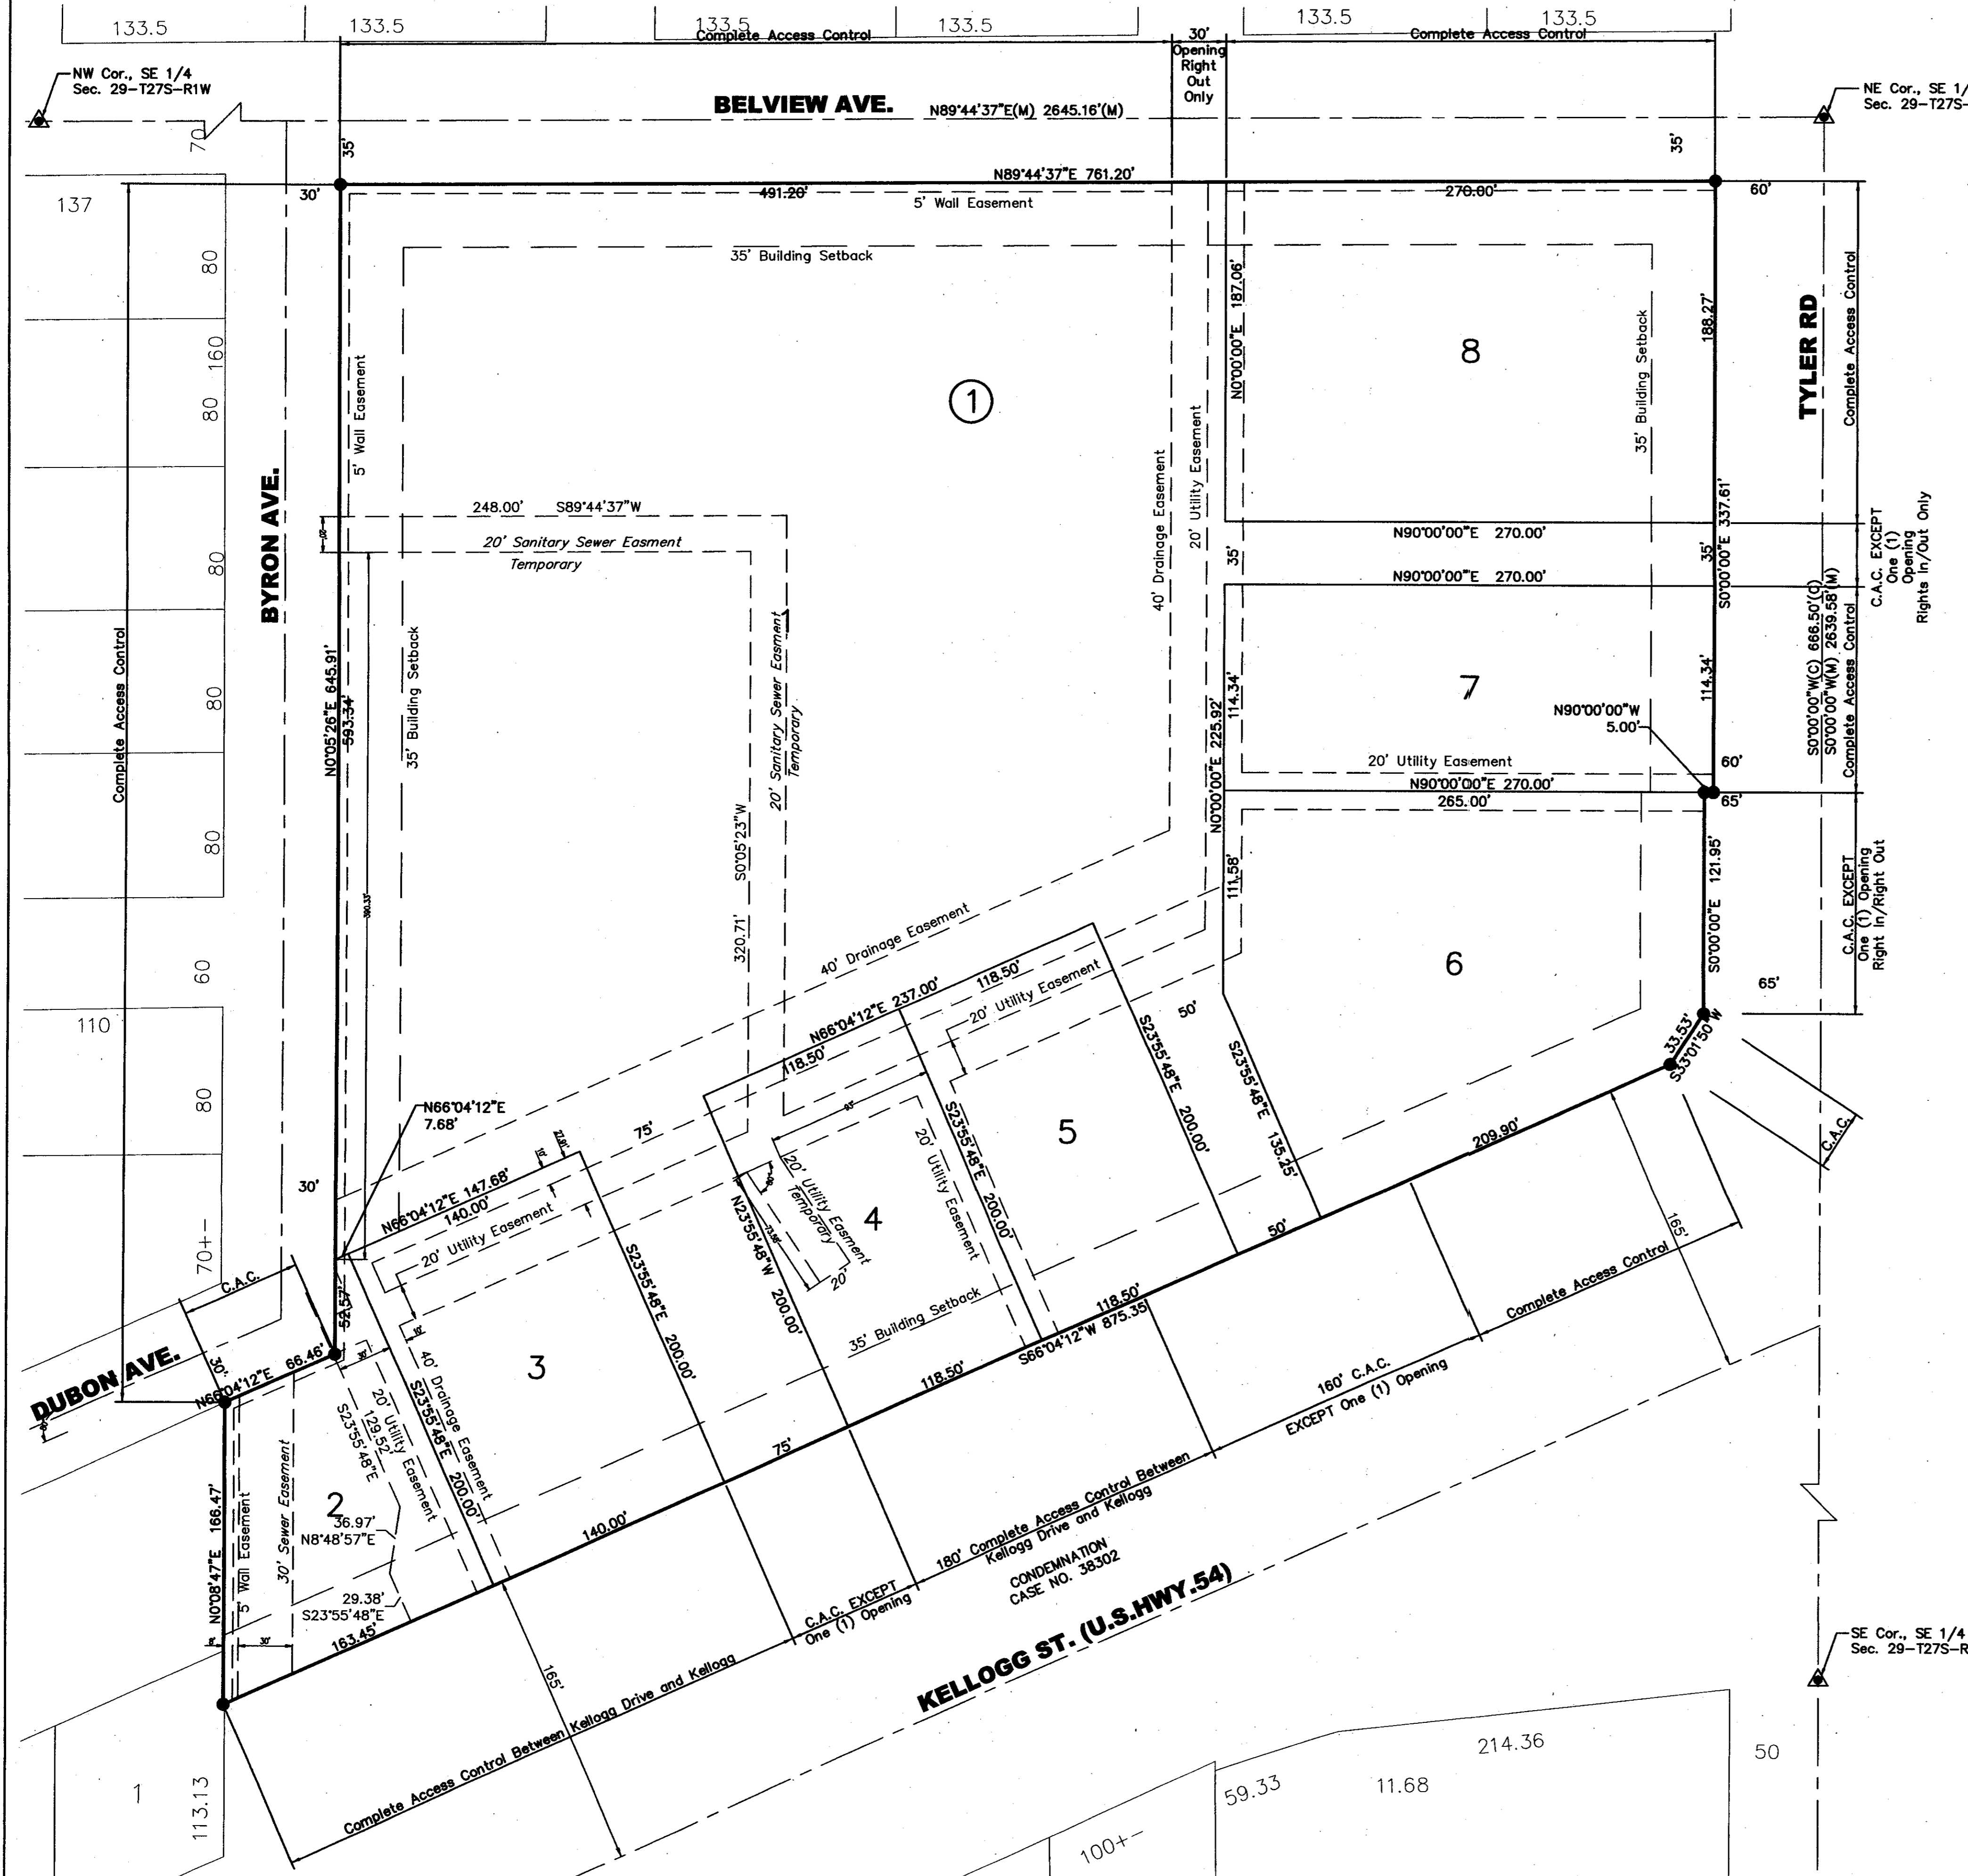 133.5
133.5
133.5
133.5
133.5
133.5
Complete Access Control
30'
Opening
Right
Out
Only
Complete Access Control
NW Cor., SE 1/4
Sec. 29-T27S-R1W
BELVIEW AVE.
N89°44'37"E(M) 2645.16'(M)
NE Cor., SE 1/
Sec. 29-T27S-
70
35'
35'
137
30'
N89°44'37"E 761.20'
491.20'
5' Wall Easement
270.00'
60'
35' Building Setback
80
160
80
80
80
80
60
110
80
70+-
Complete Access Control
BYRON AVE.
5' Wall Easement
N0°05'26"E 645.91'
593.34'
35' Building Setback
390.33'
1
248.00' S89°44'37"W
20'
20' Sanitary Sewer Easment
Temporary
20' Sanitary Sewer Easment
Temporary
320.71' S0°05'23"W
40' Drainage Easement
20' Utility Easement
N0°00'00"E 187.06'
8
35' Building Setback
188.27'
TYLER RD
Complete Access Control
N90°00'00"E 270.00'
35'
35'
S0°00'00"E 337.61'
N90°00'00"E 270.00'
C.A.C. EXCEPT
One (1)
Opening
Rights In/Out Only
S0°00'00"W(C) 666.50'(C)
S0°00'00"W(M) 2639.58'(M)
Complete Access Control
114.34'
7
114.34'
N90°00'00"W
5.00'
N0°00'00"E 225.92'
20' Utility Easement
60'
N90°00'00"E 270.00'
265.00'
65'
111.58'
S0°00'00"E 121.95'
C.A.C. EXCEPT
One (1) Opening
Right In/Right Out
6
65'
33.53'
S33°01'50"W
C.A.C.
40' Drainage Easement
N66°04'12"E 237.00'
118.50'
118.50'
20' Utility Easement
50'
S23°55'48"E 200.00'
S23°55'48"E 135.25'
209.90'
165'
5
S23°55'48"E 200.00'
20' Utility Easement
20' Utility Easment
Temporary
4
20'
N23°55'48"W 200.00'
75'
N66°04'12"E
7.68'
10'
27.91'
N66°04'12"E 147.68'
140.00'
20' Utility Easement
30'
S23°55'48"E 200.00'
3
35' Building Setback
118.50'
118.50'
50'
S66°04'12"W 875.35'
75'
140.00'
163.45'
C.A.C.
DUBON AVE.
30'
N66°04'12"E 66.46'
52.57'
30'
10'
40' Drainage Easement
S23°55'48"E 200.00'
20' Utility Easement
129.52'
S23°55'48"E
2
36.97'
N8°48'57"E
29.38'
S23°55'48"E
N0°08'47"E 166.47'
5' Wall Easement
30' Sewer Easement
30'
165'
Complete Access Control
160' C.A.C.
EXCEPT One (1) Opening
180' Complete Access Control Between
Kellogg Drive and Kellogg
CONDEMNATION
CASE NO. 38302
C.A.C. EXCEPT
One (1) Opening
Complete Access Control Between Kellogg Drive and Kellogg
KELLOGG ST. (U.S.HWY.54)
SE Cor., SE 1/4
Sec. 29-T27S-R
1
113.13
100+-
59.33
11.68
214.36
50